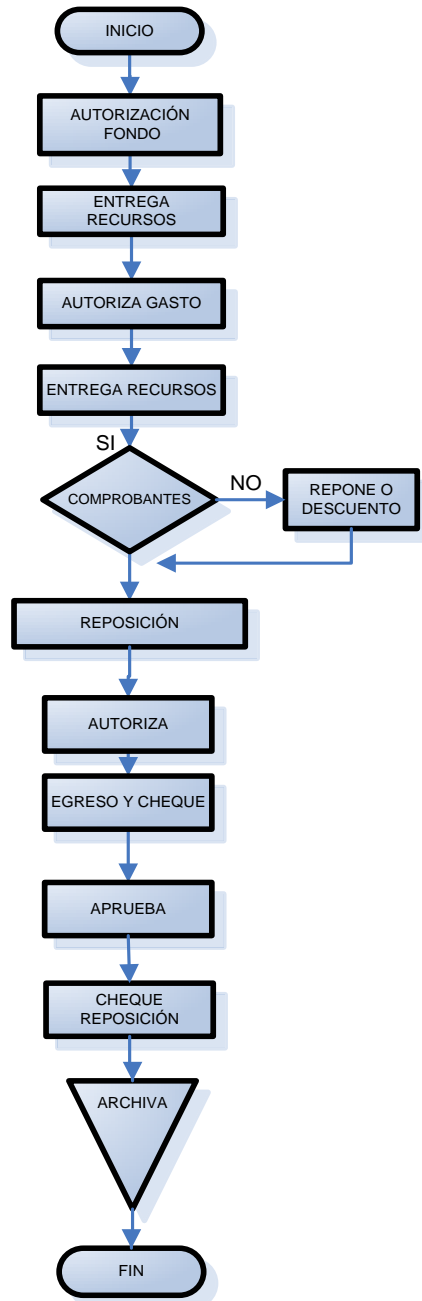 INICIO
AUTORIZACIÓN
FONDO
ENTREGA
RECURSOS
AUTORIZA GASTO
ENTREGA RECURSOS
SI
COMPROBANTES
NO
REPONE O
DESCUENTO
REPOSICIÓN
AUTORIZA
EGRESO Y CHEQUE
APRUEBA
CHEQUE
REPOSICIÓN
ARCHIVA
FIN